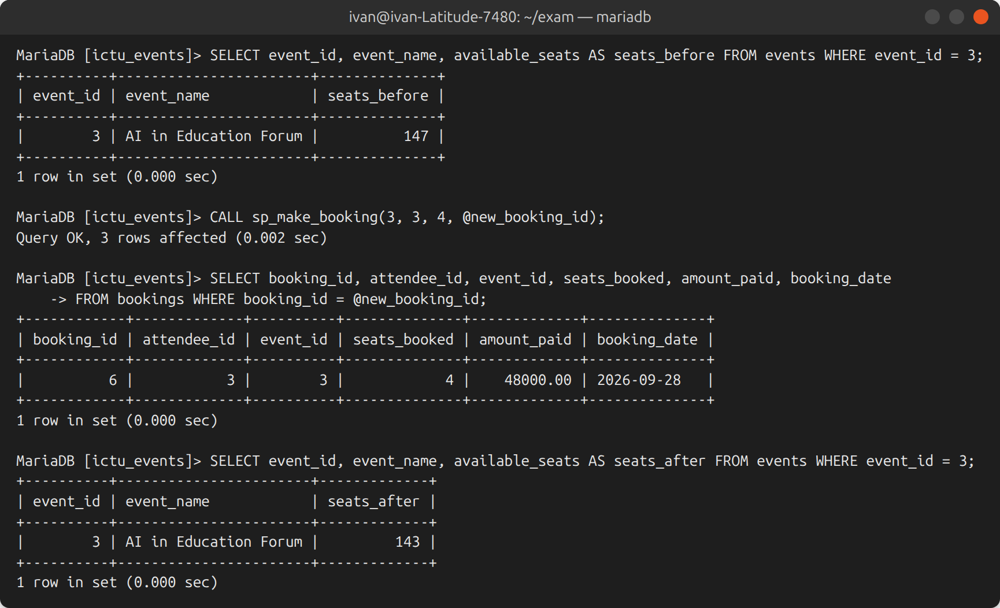 ivan@ivan-Latitude-7480: ~/exam — mariadb
MariaDB [ictu_events]> SELECT event_id, event_name, available_seats AS seats_before FROM events WHERE event_id = 3;
+----------+-----------------------+--------------+
| event_id | event_name            | seats_before |
+----------+-----------------------+--------------+
|        3 | AI in Education Forum |          147 |
+----------+-----------------------+--------------+
1 row in set (0.000 sec)
MariaDB [ictu_events]> CALL sp_make_booking(3, 3, 4, @new_booking_id);
Query OK, 3 rows affected (0.002 sec)
MariaDB [ictu_events]> SELECT booking_id, attendee_id, event_id, seats_booked, amount_paid, booking_date
    -> FROM bookings WHERE booking_id = @new_booking_id;
+------------+-------------+----------+--------------+-------------+--------------+
| booking_id | attendee_id | event_id | seats_booked | amount_paid | booking_date |
+------------+-------------+----------+--------------+-------------+--------------+
|          6 |           3 |        3 |            4 |    48000.00 | 2026-09-28   |
+------------+-------------+----------+--------------+-------------+--------------+
1 row in set (0.000 sec)
MariaDB [ictu_events]> SELECT event_id, event_name, available_seats AS seats_after FROM events WHERE event_id = 3;
+----------+-----------------------+-------------+
| event_id | event_name            | seats_after |
+----------+-----------------------+-------------+
|        3 | AI in Education Forum |         143 |
+----------+-----------------------+-------------+
1 row in set (0.000 sec)